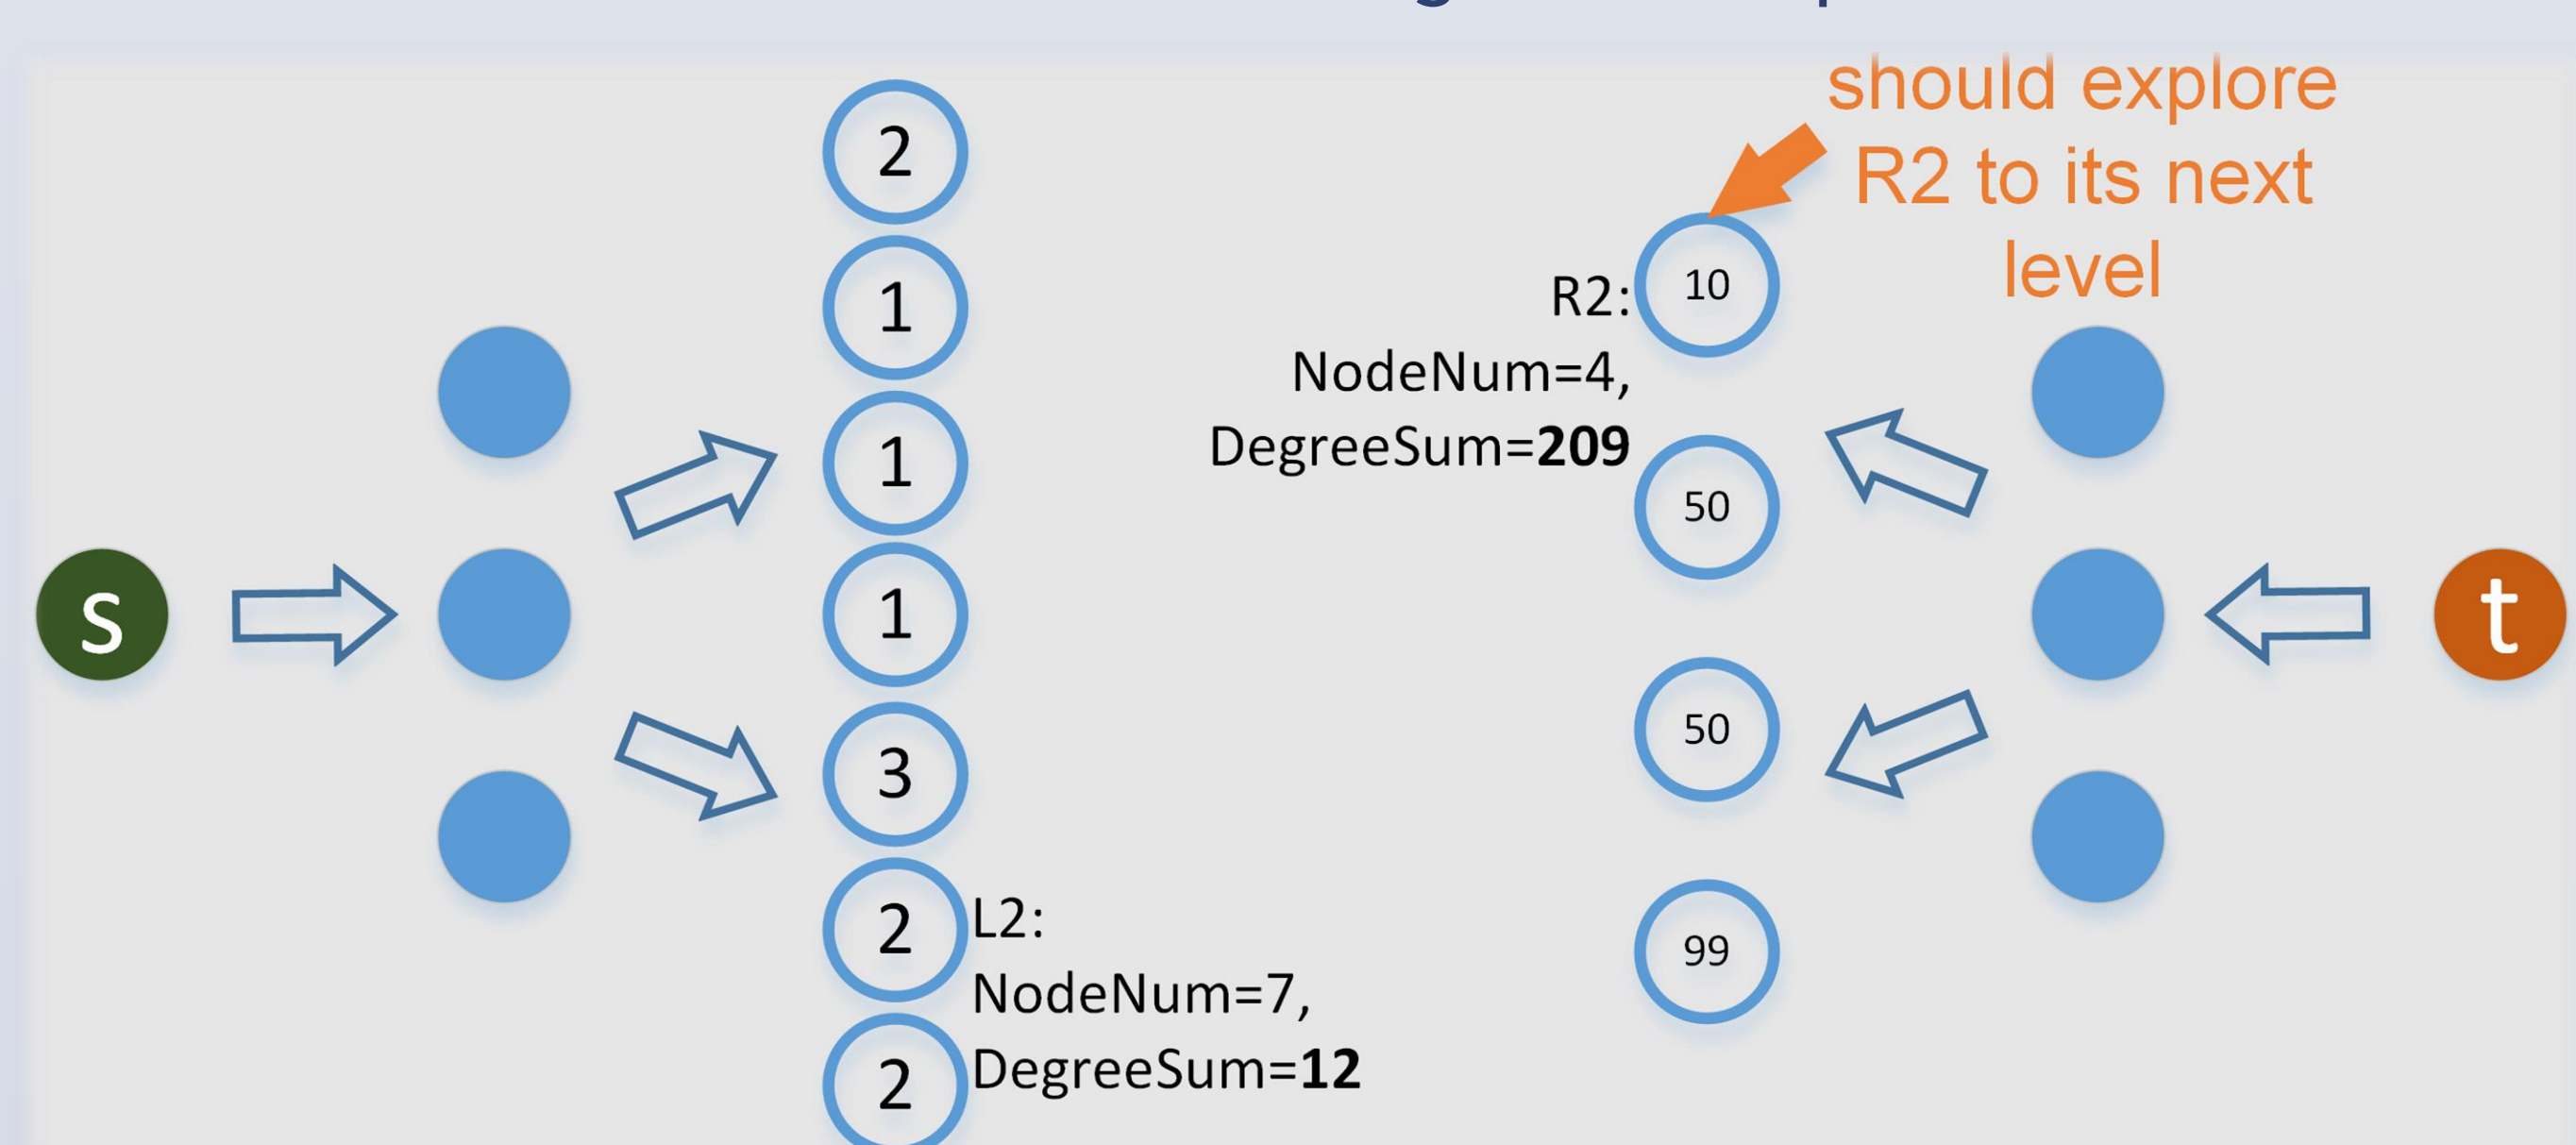 should explore
R2 to its next
level
2
1
1
1
3
2
2
R2:
NodeNum=4,
DegreeSum=209
10
50
50
99
s
t
L2:
NodeNum=7,
DegreeSum=12